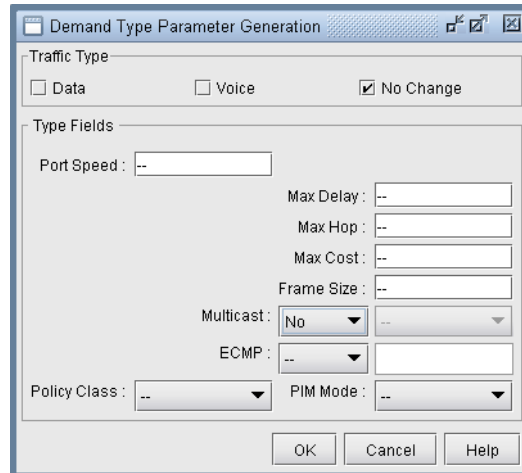 Demand Type Parameter Generation
Traffic Type
Data Voice No Change
Type Fields
Port Speed : --
Max Delay : --
Max Hop : --
Max Cost : --
Frame Size : --
Multicast : No --
ECMP : --
Policy Class : -- PIM Mode : --
OK Cancel Help